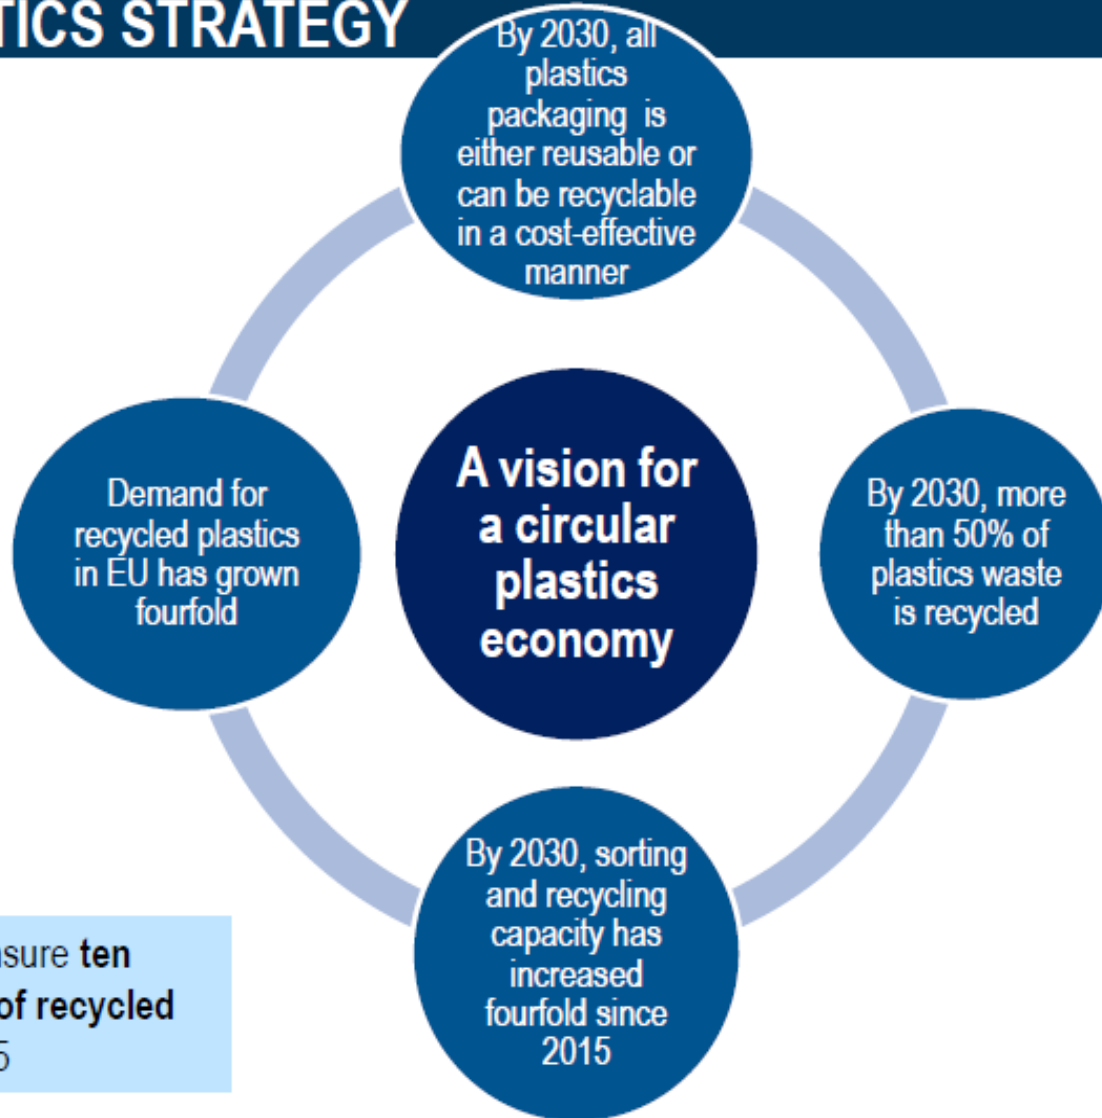 TICS STRATEGY
By 2030, all
plastics
packaging is
either reusable or
can be recyclable
in a cost-effective
manner
A vision for
a circular
plastics
economy
Demand for
recycled plastics
in EU has grown
fourfold
By 2030, more
than 50% of
plastics waste
is recycled
By 2030, sorting
and recycling
capacity has
increased
fourfold since
2015
sure ten
of recycled
5